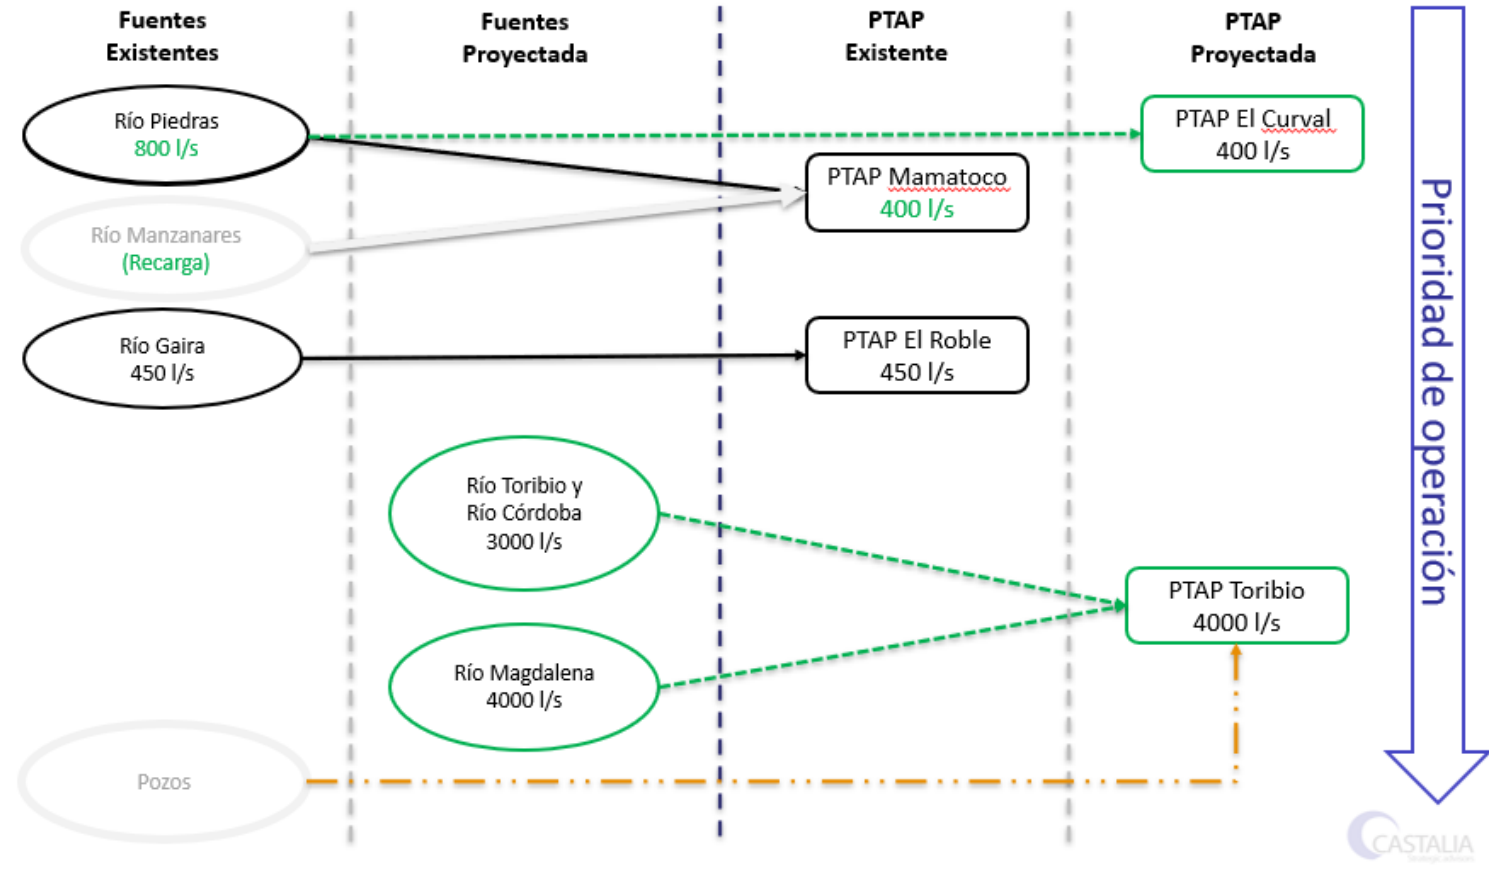 Fuentes
Existentes
Fuentes
Proyectada
PTAP
Existente
PTAP
Proyectada
Río Piedras
800 l/s
PTAP El Curval
400 l/s
PTAP Mamatoco
400 l/s
Río Manzanares
(Recarga)
Río Gaira
450 l/s
PTAP El Roble
450 l/s
Río Toribio y
Río Córdoba
3000 l/s
PTAP Toribio
4000 l/s
Río Magdalena
4000 l/s
Pozos
Prioridad de operación
CASTALIA
Strategic advisors